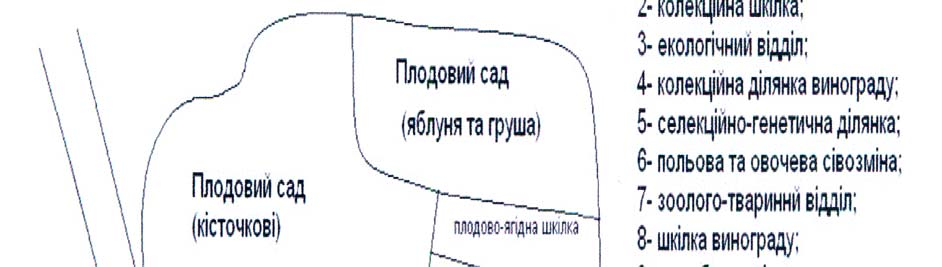 Плодовий сад
(яблуня та груша)
Плодовий сад
(кісточкові)
плодово-ягідна шкілка
2- колекційна шкілка;
3- екологічний відділ;
4- колекційна ділянка винограду;
5- селекційно-генетична ділянка;
6- польова та овочева сівозміна;
7- зоолого-твариннй відділ;
8- шкілка винограду;